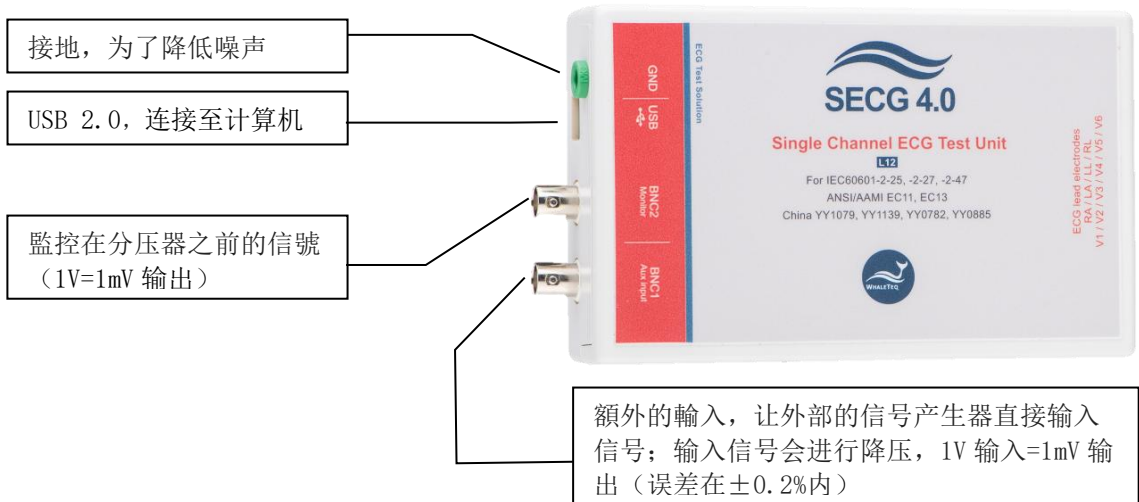 接地，为了降低噪声
USB 2.0，连接至计算机
監控在分压器之前的信號
（1V=1mV 输出）
GND
USB
BNC2
Monitor
BNC1
Aux input
ECG Test Solution
SECG 4.0
Single Channel ECG Test Unit
L12
For IEC60601-2-25, -2-27, -2-47
ANSI/AAMI EC11, EC13
China YY1079, YY1139, YY0782, YY0885
WHALETEQ
ECG lead electrodes
RA / LA / LL / RL
V1 / V2 / V3 / V4 / V5 / V6
額外的輸入，让外部的信号产生器直接输入
信号；输入信号会进行降压，1V 输入=1mV 输
出（误差在±0.2%内）